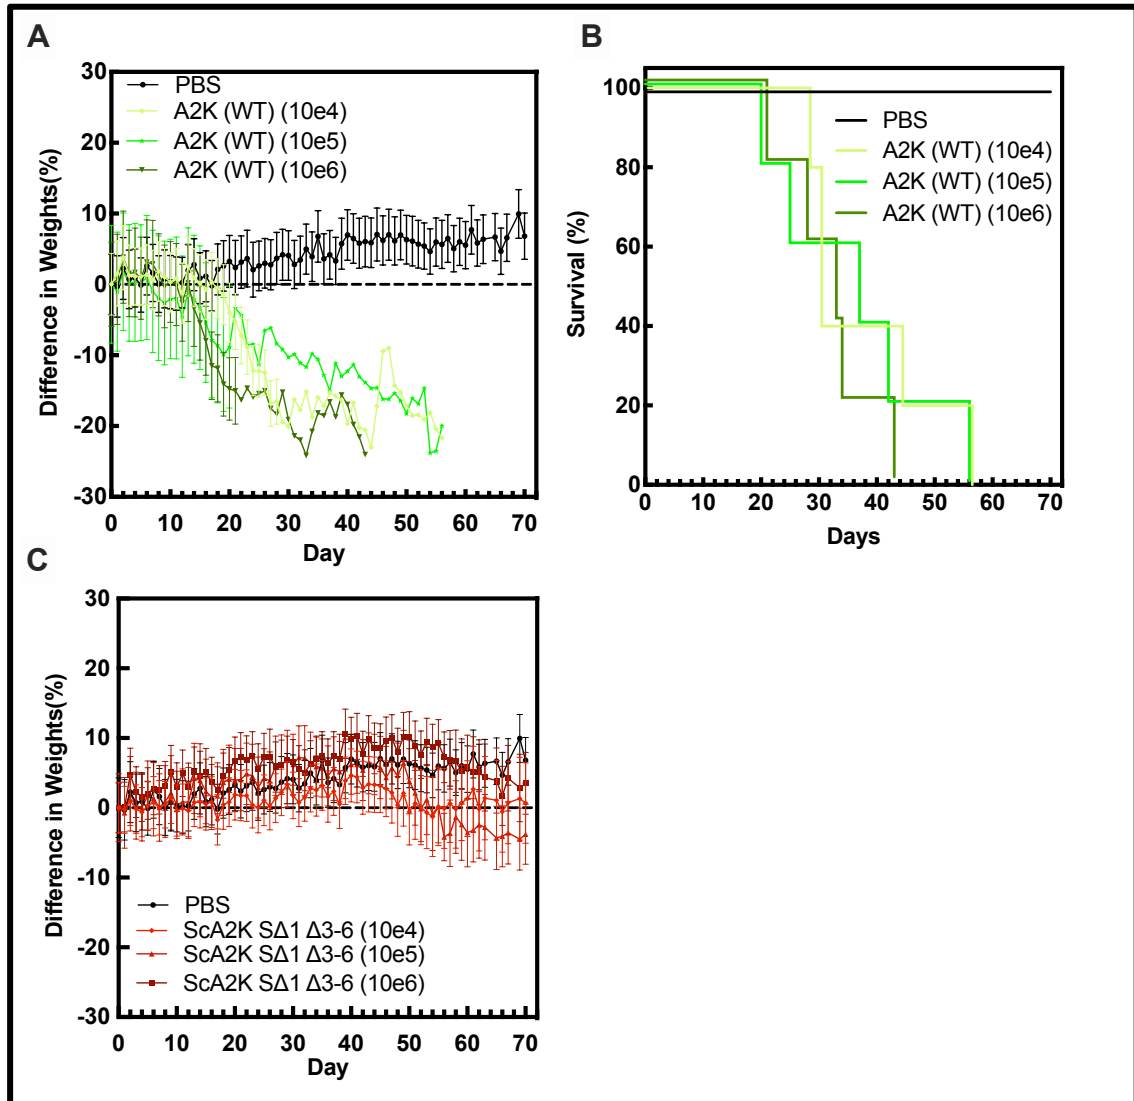 A
30
20
10
0
-10
-20
-30
Difference in Weights(%)
PBS
A2K (WT) (10e4)
A2K (WT) (10e5)
A2K (WT) (10e6)
0 10 20 30 40 50 60 70
Day
B
100
80
60
40
20
0
Survival (%)
PBS
A2K (WT) (10e4)
A2K (WT) (10e5)
A2K (WT) (10e6)
0 10 20 30 40 50 60 70
Days
C
30
20
10
0
-10
-20
-30
Difference in Weights(%)
PBS
ScA2K SΔ1 Δ3-6 (10e4)
ScA2K SΔ1 Δ3-6 (10e5)
ScA2K SΔ1 Δ3-6 (10e6)
0 10 20 30 40 50 60 70
Day